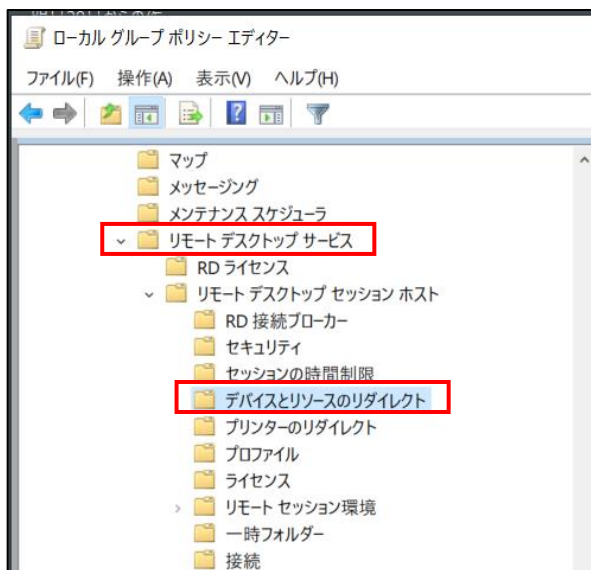 ローカル グループ ポリシー エディター
ファイル(F) 操作(A) 表示(V) ヘルプ(H)
マップ
メッセージング
メンテナンス スケジューラ
リモート デスクトップ サービス
RD ライセンス
リモート デスクトップ セッション ホスト
RD 接続ブローカー
セキュリティ
セッションの時間制限
デバイスとリソースのリダイレクト
プリンターのリダイレクト
プロファイル
ライセンス
リモート セッション環境
一時フォルダー
接続